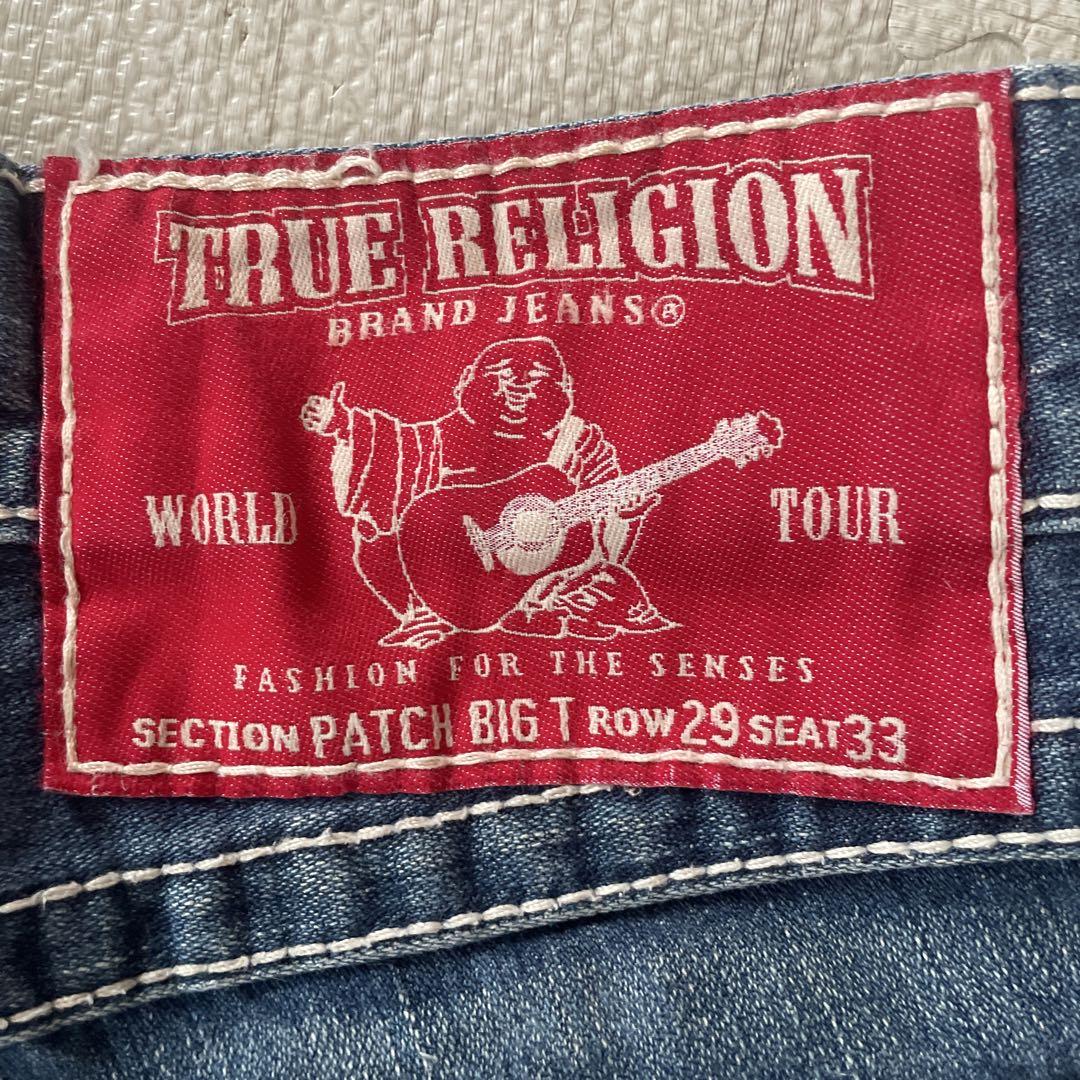 TRUE RELIGION
BRAND JEANS®
WORLD TOUR
FASHION FOR THE SENSES
SECTION PATCH BIG T ROW 29 SEAT 33